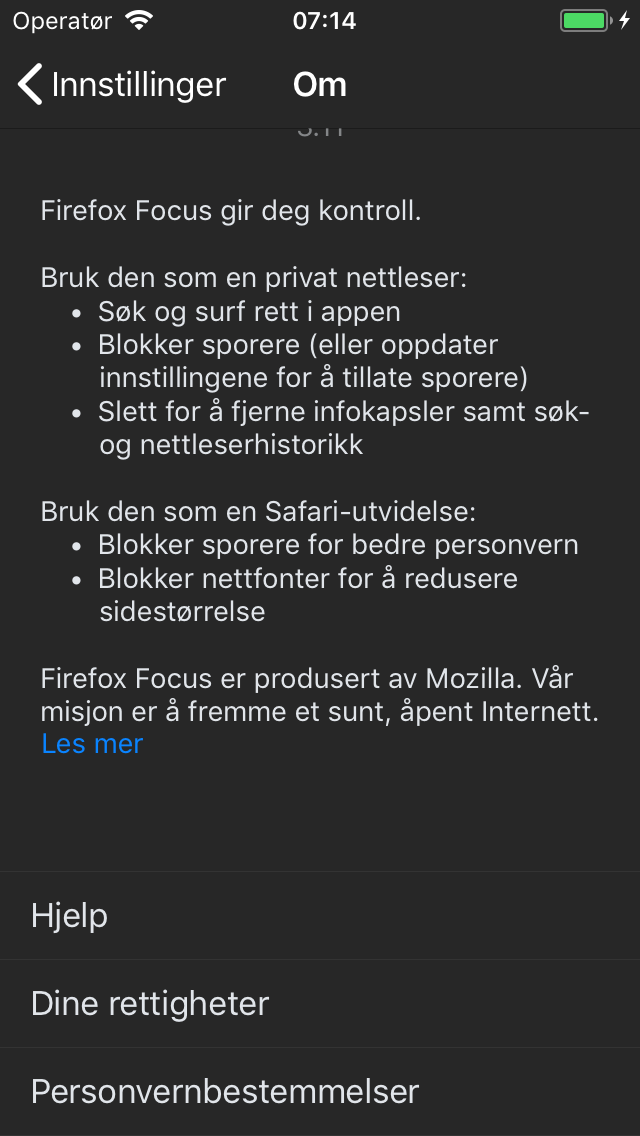 Operatør
07:14
Innstillinger
Om
Firefox Focus gir deg kontroll.
Bruk den som en privat nettleser:
• Søk og surf rett i appen
• Blokker sporere (eller oppdater
innstillingene for å tillate sporere)
• Slett for å fjerne infokapsler samt søk-
og nettleserhistorikk
Bruk den som en Safari-utvidelse:
• Blokker sporere for bedre personvern
• Blokker nettfonter for å redusere
sidestørrelse
Firefox Focus er produsert av Mozilla. Vår
misjon er å fremme et sunt, åpent Internett.
Les mer
Hjelp
Dine rettigheter
Personvernbestemmelser